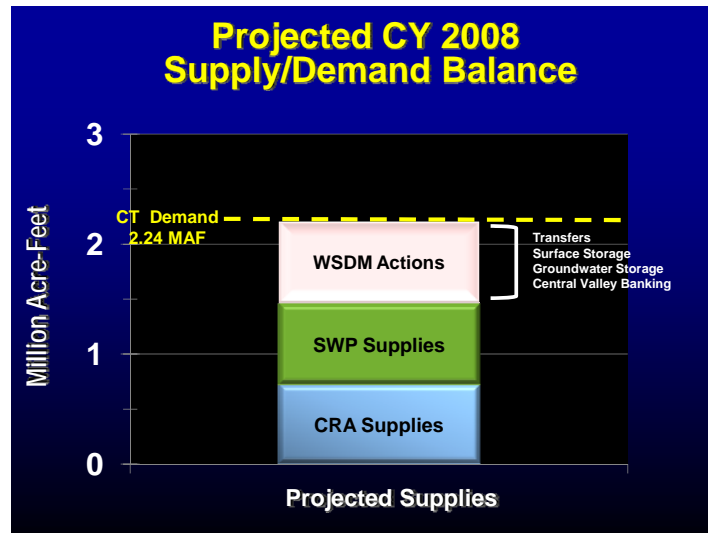 Projected CY 2008
Supply/Demand Balance
3
CT Demand
2.24 MAF
2
1
0
Million Acre-Feet
WSDM Actions
SWP Supplies
CRA Supplies
Transfers
Surface Storage
Groundwater Storage
Central Valley Banking
Projected Supplies